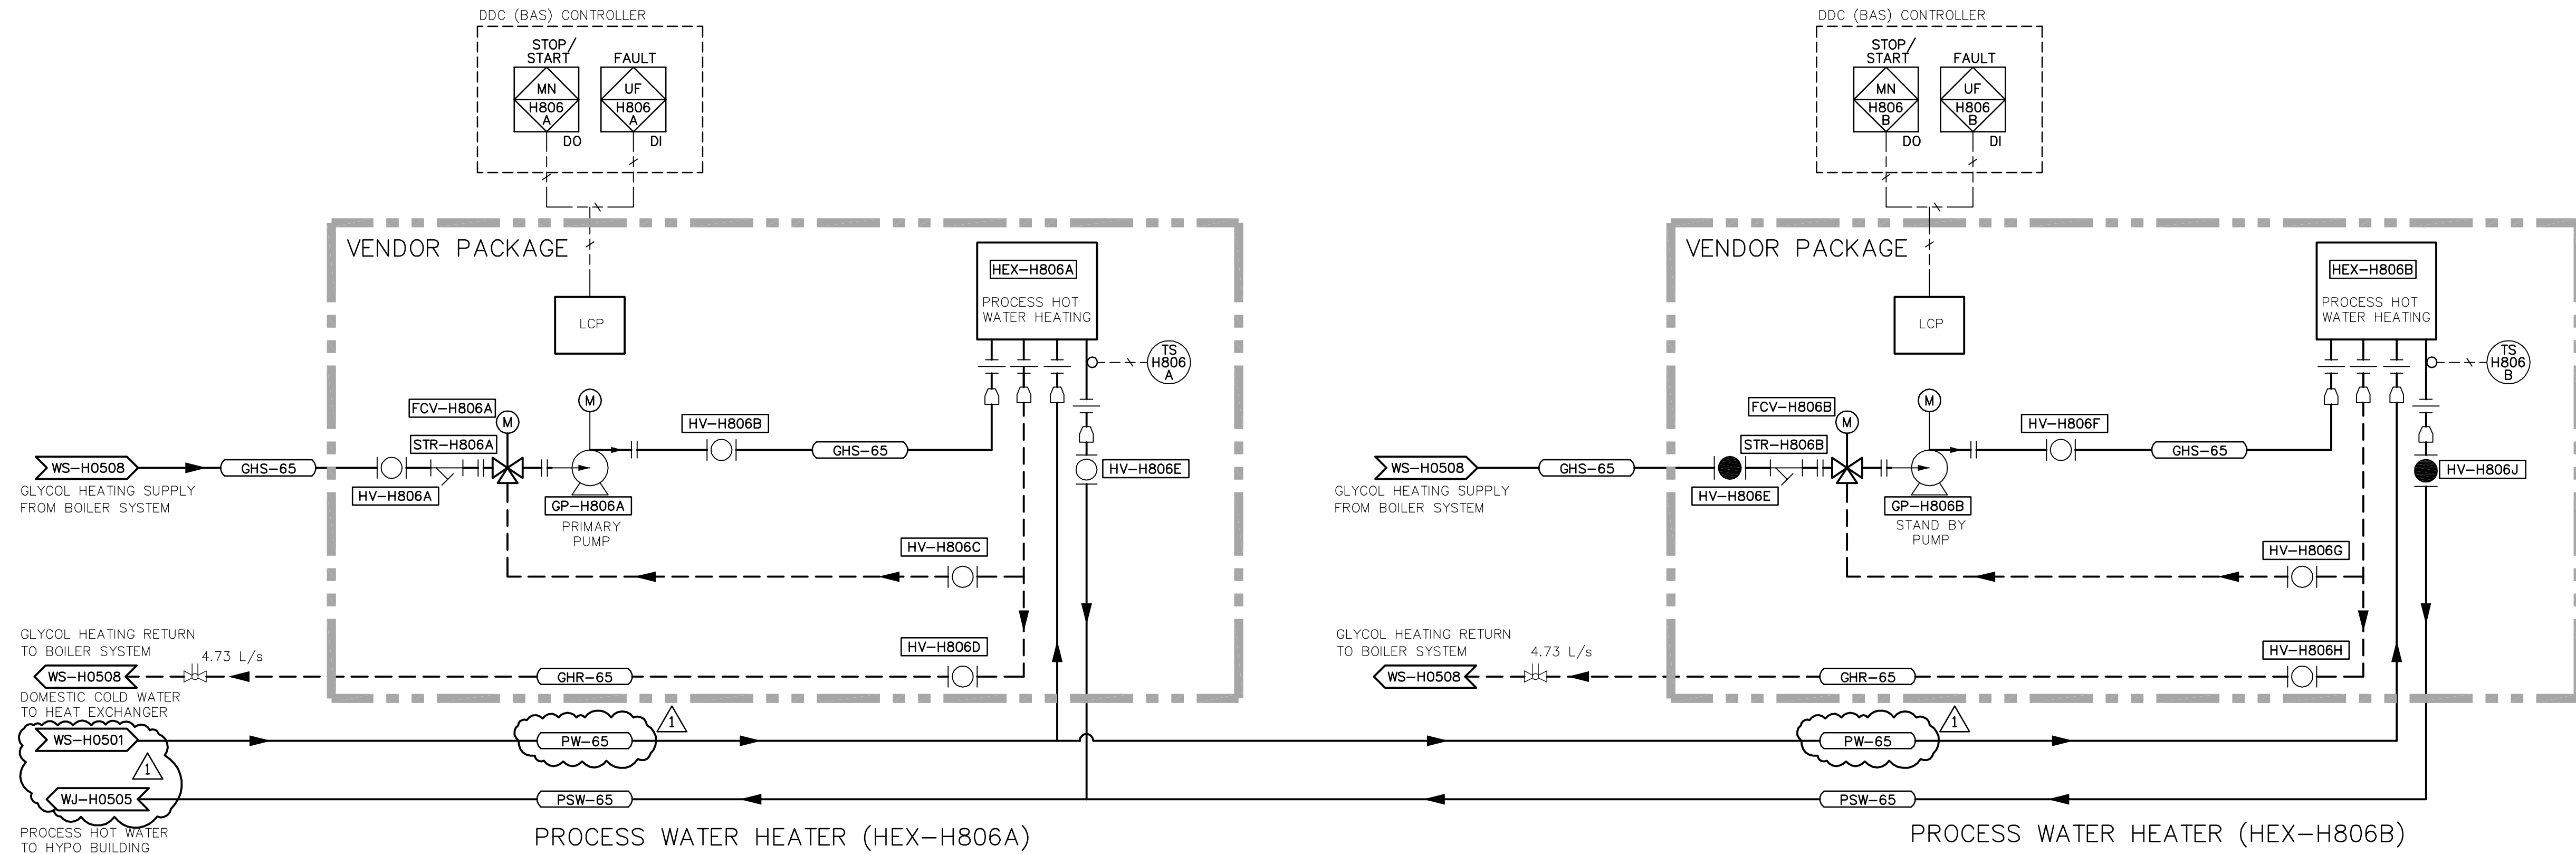 DDC (BAS) CONTROLLER
STOP/
START
FAULT
MN
H806
A
UF
H806
A
DO
DI
VENDOR PACKAGE
LCP
HEX-H806A
PROCESS HOT
WATER HEATING
TS
H806
A
FCV-H806A
M
M
STR-H806A
HV-H806B
GHS-65
WS-H0508
GHS-65
HV-H806A
GP-H806A
PRIMARY
PUMP
HV-H806E
GLYCOL HEATING SUPPLY
FROM BOILER SYSTEM
HV-H806C
HV-H806D
GLYCOL HEATING RETURN
TO BOILER SYSTEM
4.73 L/s
WS-H0508
GHR-65
DOMESTIC COLD WATER
TO HEAT EXCHANGER
WS-H0501
PW-65
1
1
WJ-H0505
PSW-65
PROCESS HOT WATER
TO HYPO BUILDING
PROCESS WATER HEATER (HEX-H806A)
DDC (BAS) CONTROLLER
STOP/
START
FAULT
MN
H806
B
UF
H806
B
DO
DI
VENDOR PACKAGE
LCP
HEX-H806B
PROCESS HOT
WATER HEATING
TS
H806
B
FCV-H806B
M
M
STR-H806B
HV-H806F
GHS-65
WS-H0508
GHS-65
HV-H806E
GP-H806B
STAND BY
PUMP
HV-H806J
GLYCOL HEATING SUPPLY
FROM BOILER SYSTEM
HV-H806G
HV-H806H
GLYCOL HEATING RETURN
TO BOILER SYSTEM
4.73 L/s
WS-H0508
GHR-65
PW-65
1
PSW-65
PROCESS WATER HEATER (HEX-H806B)